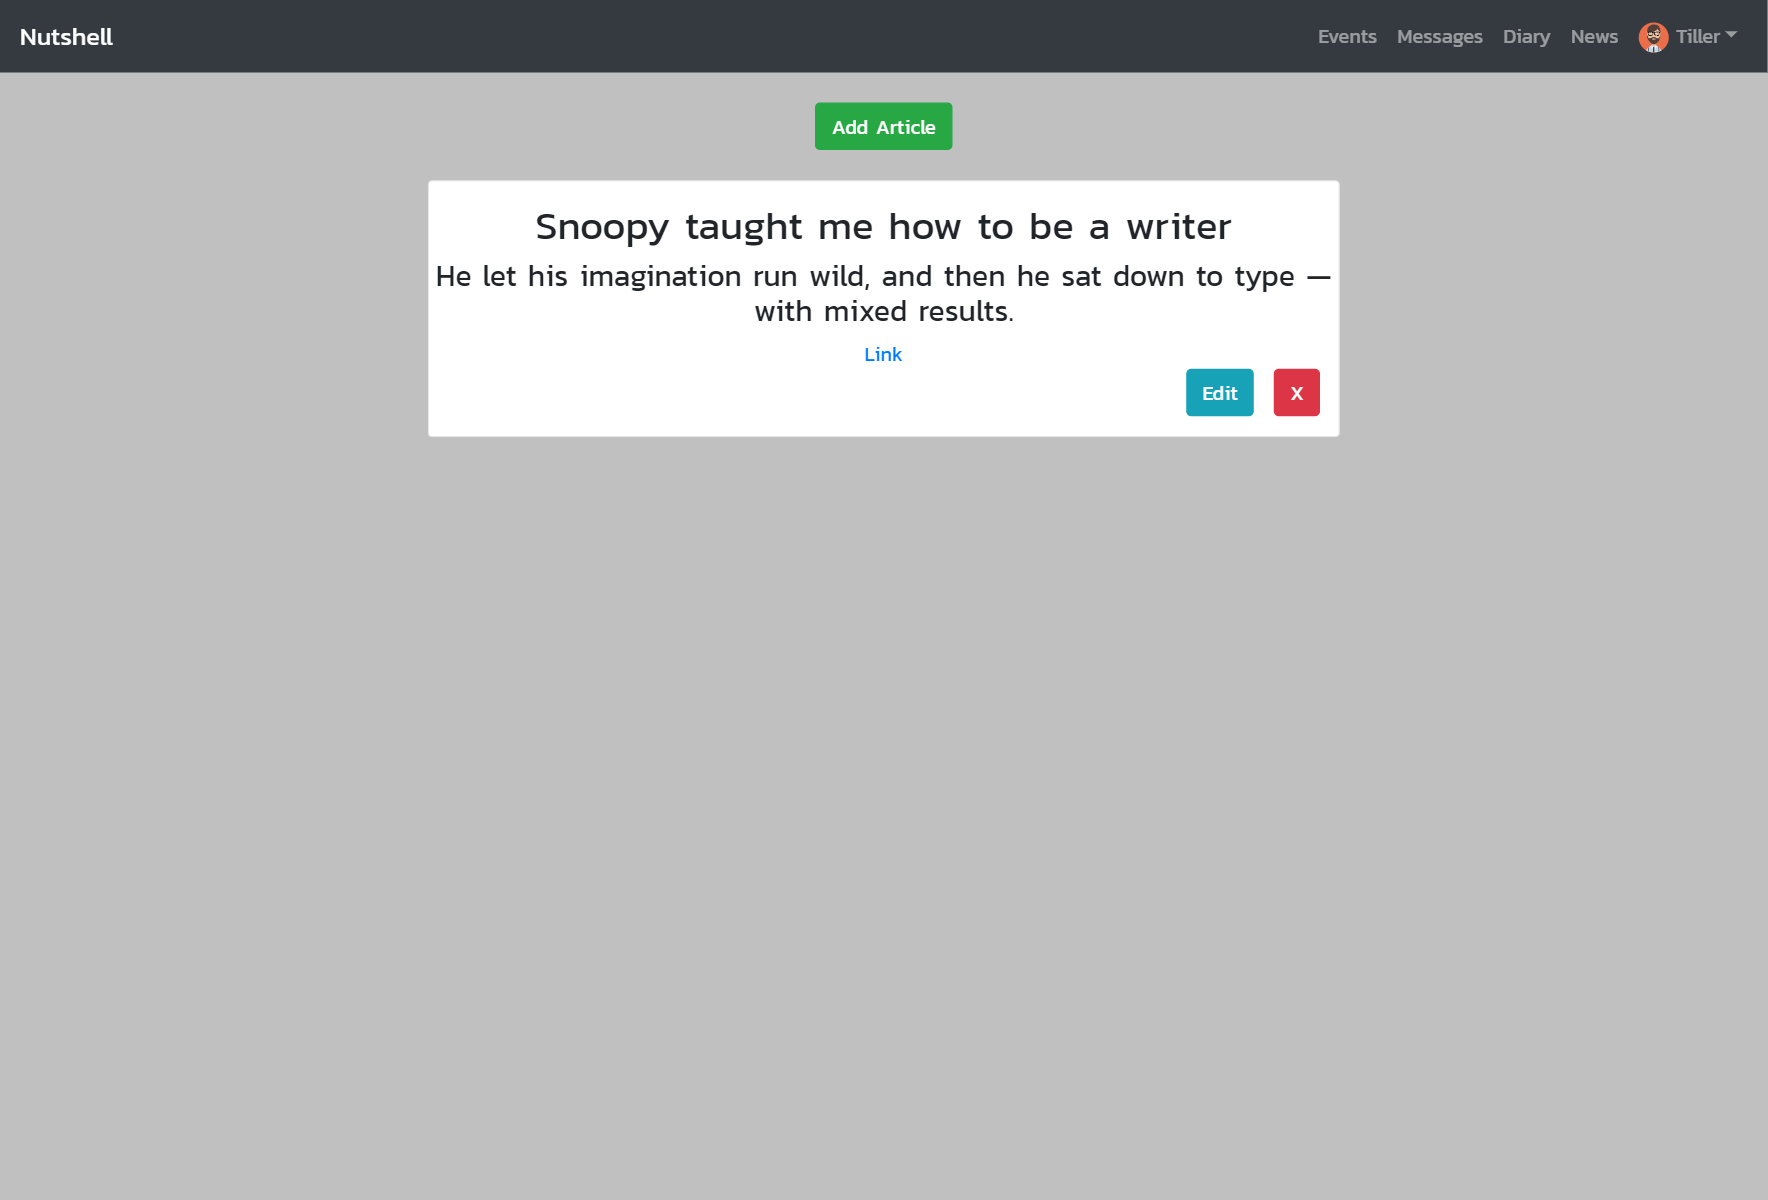 Nutshell
Events Messages Diary News Tiller
Add Article
Snoopy taught me how to be a writer
He let his imagination run wild, and then he sat down to type —
with mixed results.
Link
Edit X